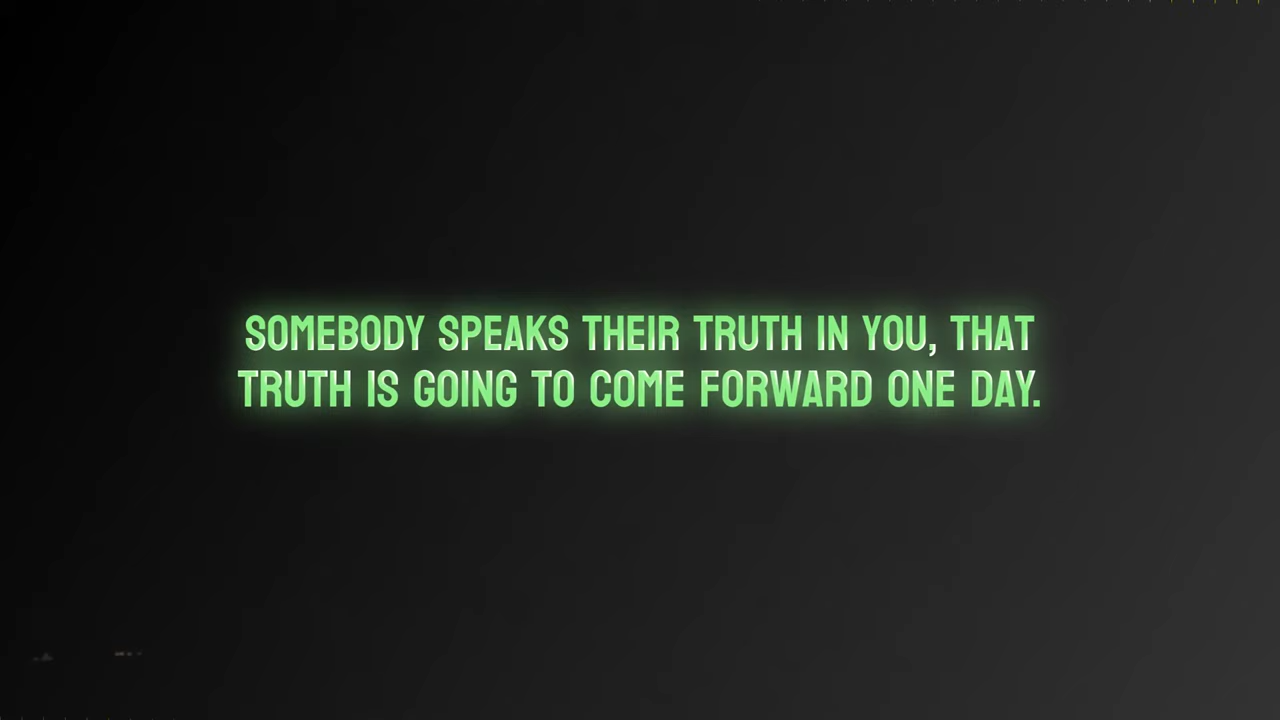 SOMEBODY SPEAKS THEIR TRUTH IN YOU, THAT
TRUTH IS GOING TO COME FORWARD ONE DAY.